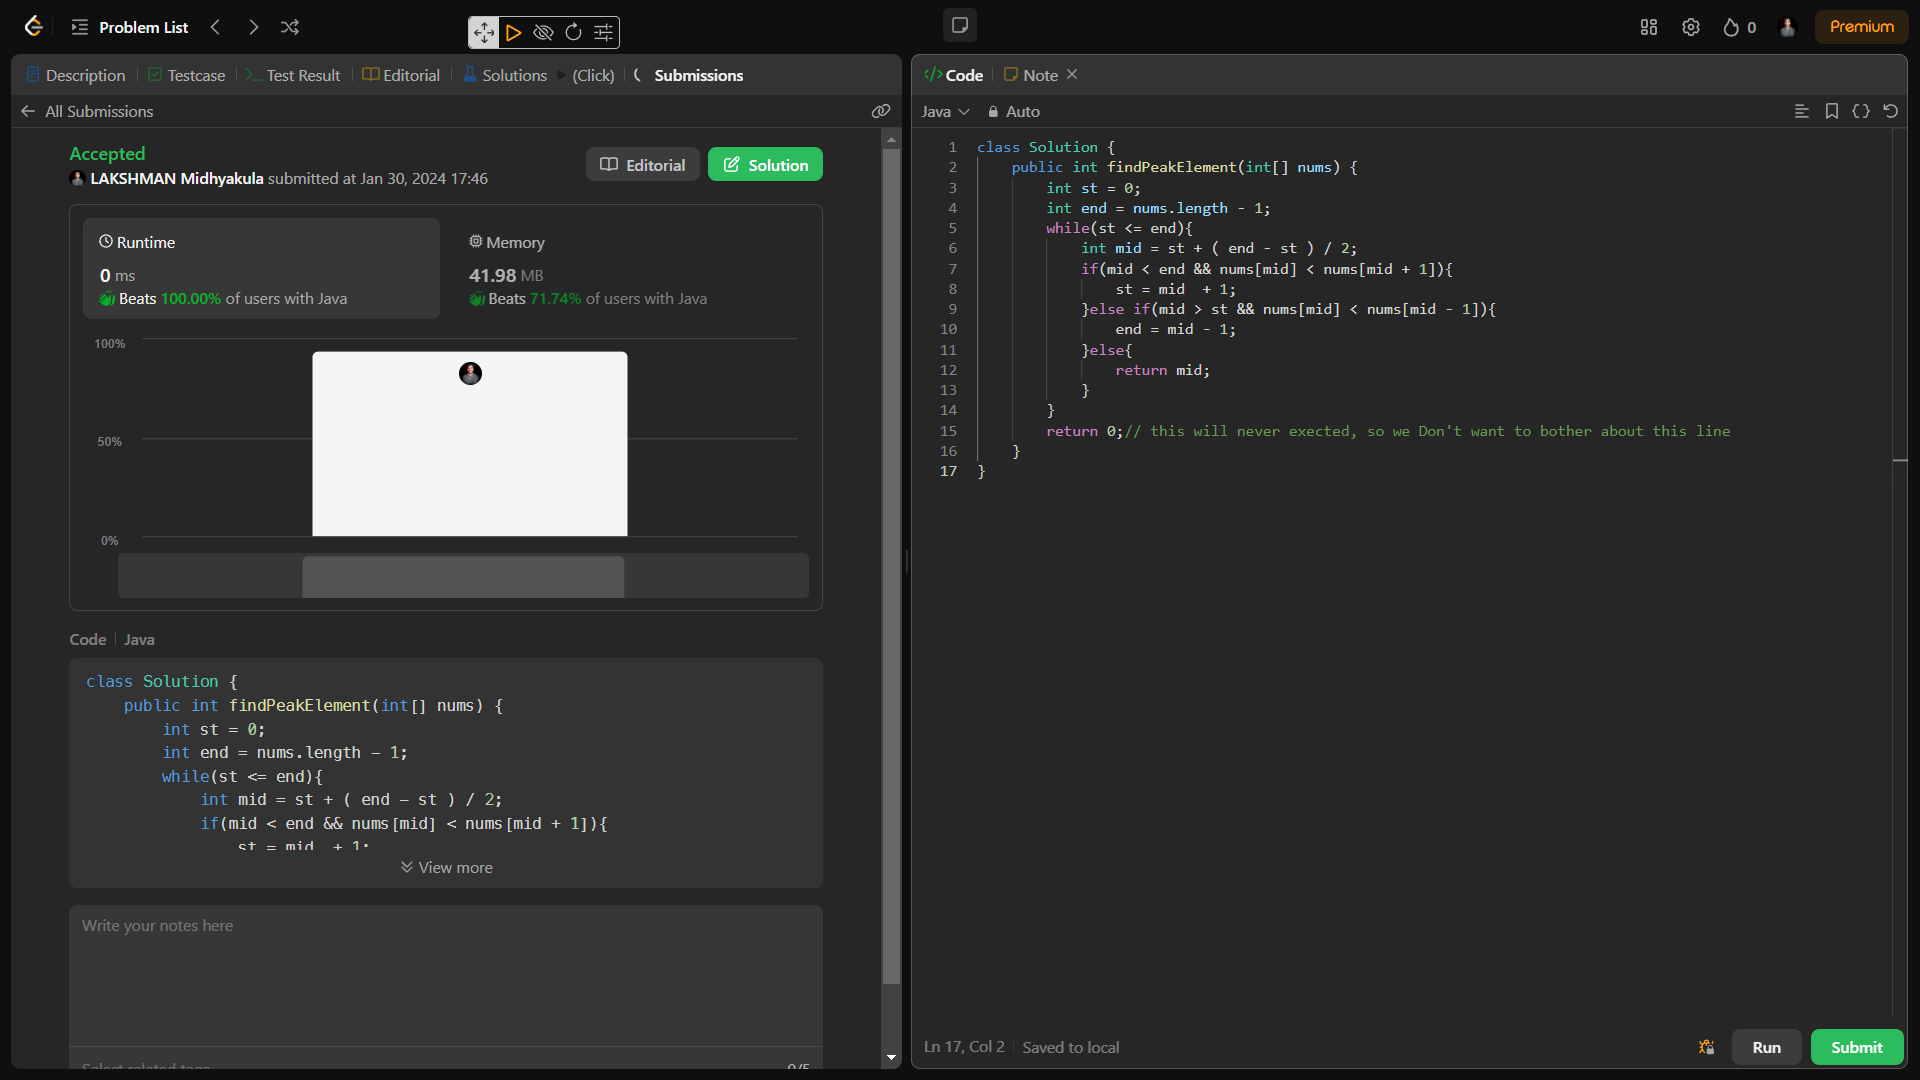 Problem List
0
Premium
Description
Testcase
Test Result
Editorial
Solutions
(Click)
Submissions
All Submissions
Accepted
LAKSHMAN Midhyakula submitted at Jan 30, 2024 17:46
Editorial
Solution
Runtime
0 ms
Beats 100.00% of users with Java
Memory
41.98 MB
Beats 71.74% of users with Java
100%
50%
0%
Code
Java
class Solution {
    public int findPeakElement(int[] nums) {
        int st = 0;
        int end = nums.length - 1;
        while(st <= end){
            int mid = st + ( end - st ) / 2;
            if(mid < end && nums[mid] < nums[mid + 1]){
                st = mid  + 1;
View more
Write your notes here
Select related tags
0/5
Code
Note
Java
Auto
1 class Solution {
2     public int findPeakElement(int[] nums) {
3         int st = 0;
4         int end = nums.length - 1;
5         while(st <= end){
6             int mid = st + ( end - st ) / 2;
7             if(mid < end && nums[mid] < nums[mid + 1]){
8                 st = mid  + 1;
9             }else if(mid > st && nums[mid] < nums[mid - 1]){
10                 end = mid - 1;
11             }else{
12                 return mid;
13             }
14         }
15         return 0;// this will never exected, so we Don't want to bother about this line
16     }
17 }
Ln 17, Col 2
Saved to local
Run
Submit